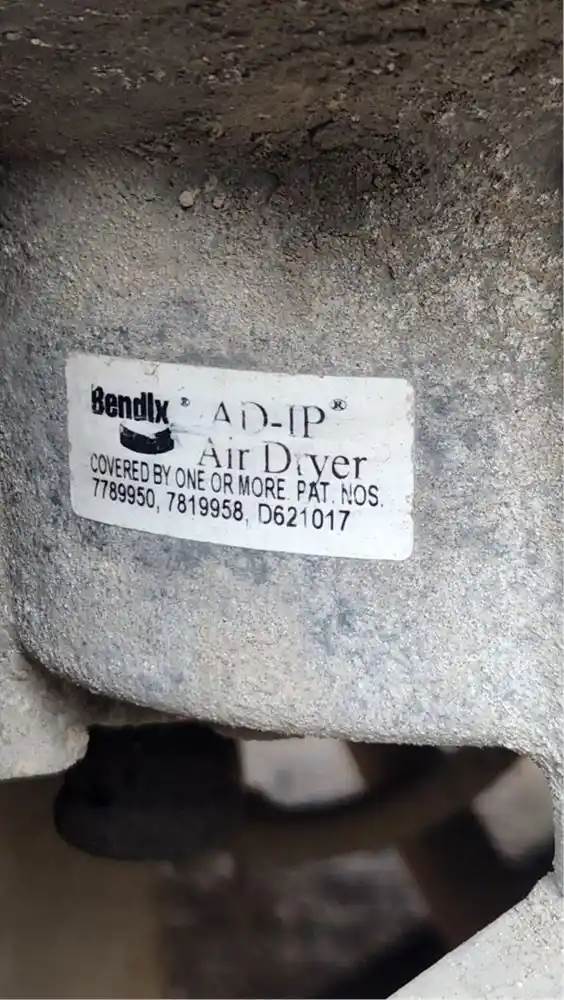 Bendix® AD-IP®
Air Dryer
COVERED BY ONE OR MORE PAT. NOS.
7789950, 7819958, D621017